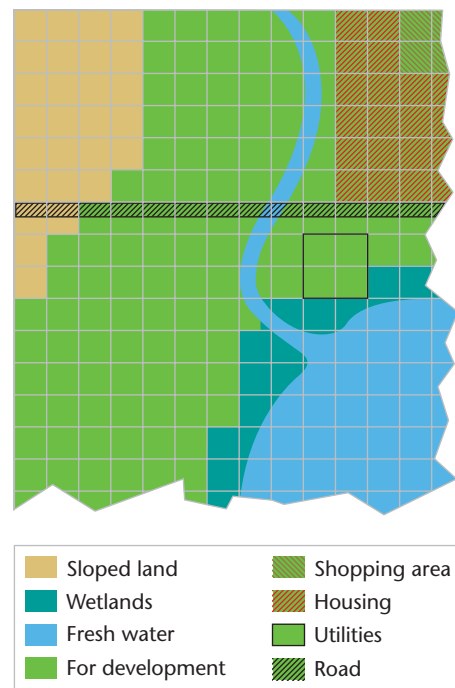 Sloped land
Wetlands
Fresh water
For development
Shopping area
Housing
Utilities
Road